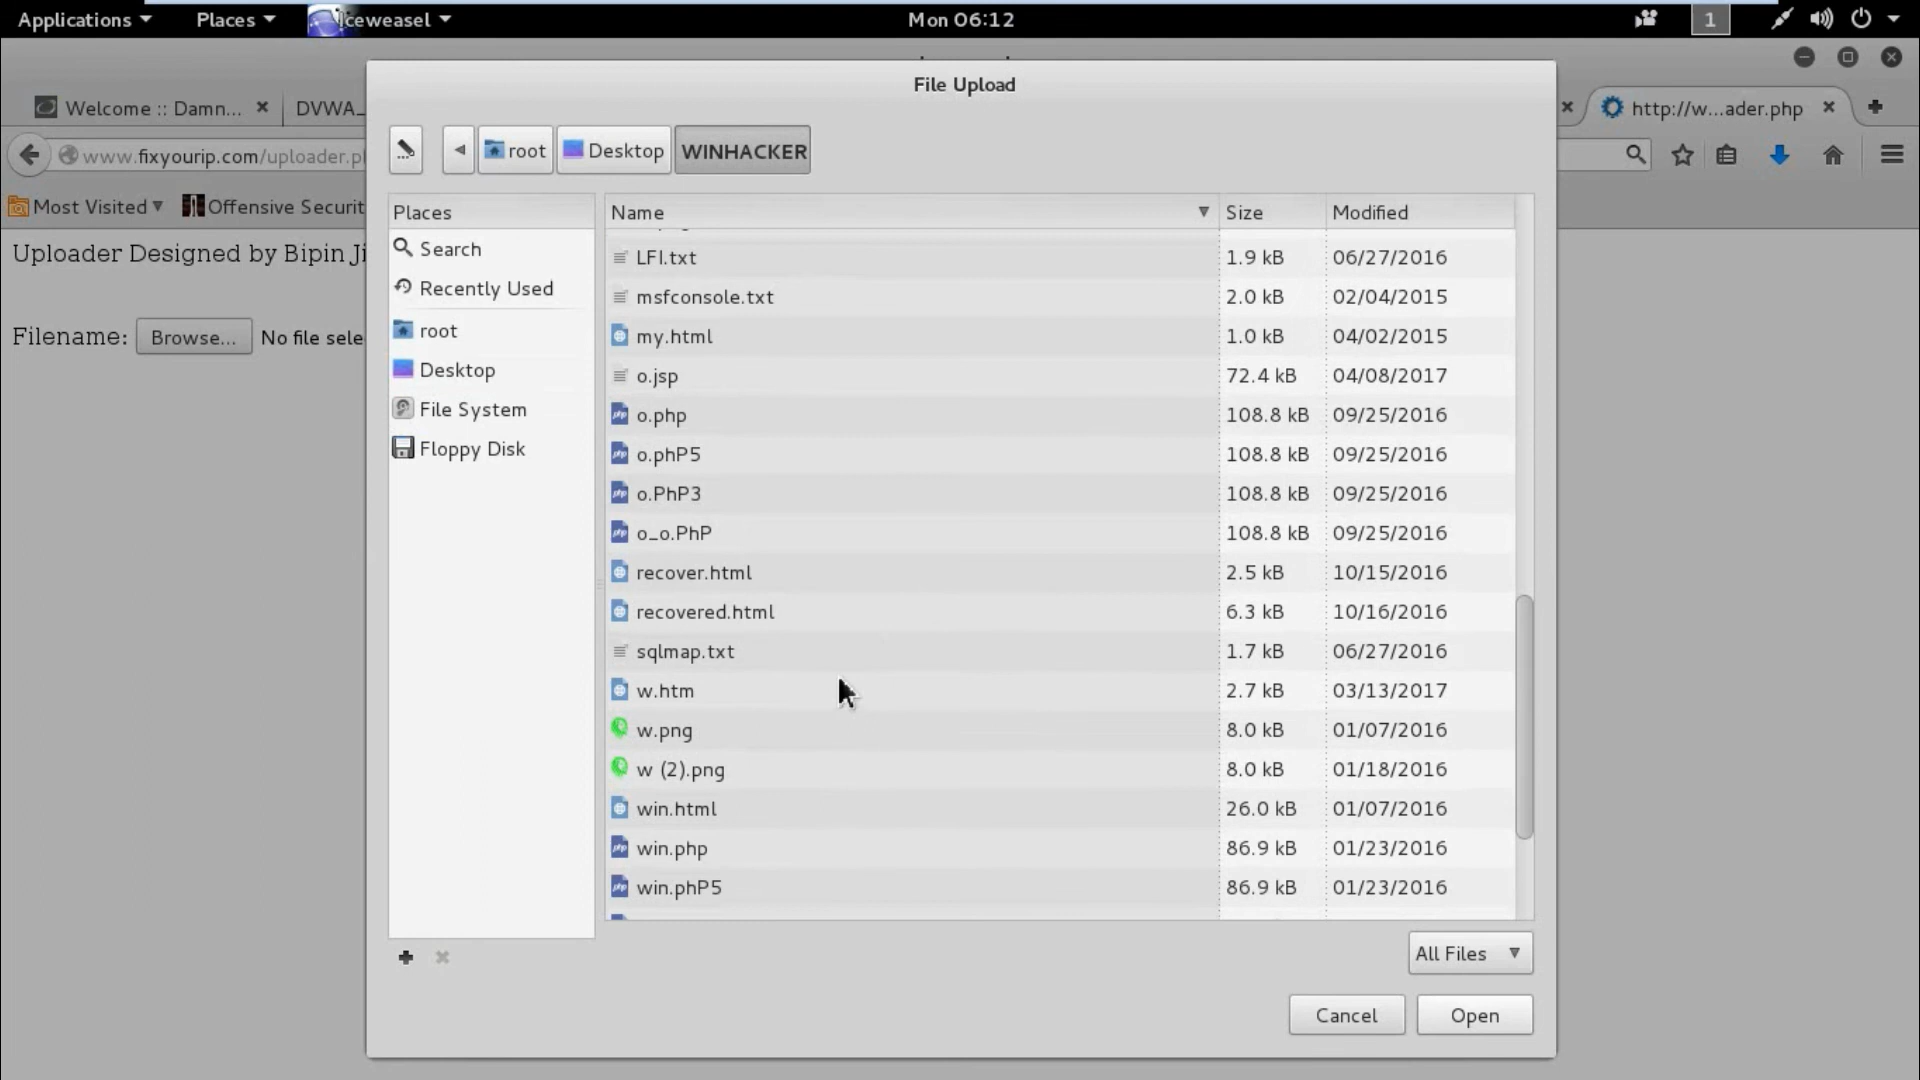 Applications Places Iceweasel Mon 06:12 1
File Upload
Welcome :: Damn... DVWA_ http://w...ader.php
root Desktop WINHACKER
www.fixyourip.com/uploader.p
Most Visited Offensive Securit
Places Name Size Modified
Uploader Designed by Bipin Ji
Filename: Browse... No file sele
Search
Recently Used
root
Desktop
File System
Floppy Disk
LFI.txt 1.9 kB 06/27/2016
msfconsole.txt 2.0 kB 02/04/2015
my.html 1.0 kB 04/02/2015
o.jsp 72.4 kB 04/08/2017
o.php 108.8 kB 09/25/2016
o.phP5 108.8 kB 09/25/2016
o.PhP3 108.8 kB 09/25/2016
o_o.PhP 108.8 kB 09/25/2016
recover.html 2.5 kB 10/15/2016
recovered.html 6.3 kB 10/16/2016
sqlmap.txt 1.7 kB 06/27/2016
w.htm 2.7 kB 03/13/2017
w.png 8.0 kB 01/07/2016
w (2).png 8.0 kB 01/18/2016
win.html 26.0 kB 01/07/2016
win.php 86.9 kB 01/23/2016
win.phP5 86.9 kB 01/23/2016
All Files
Cancel Open